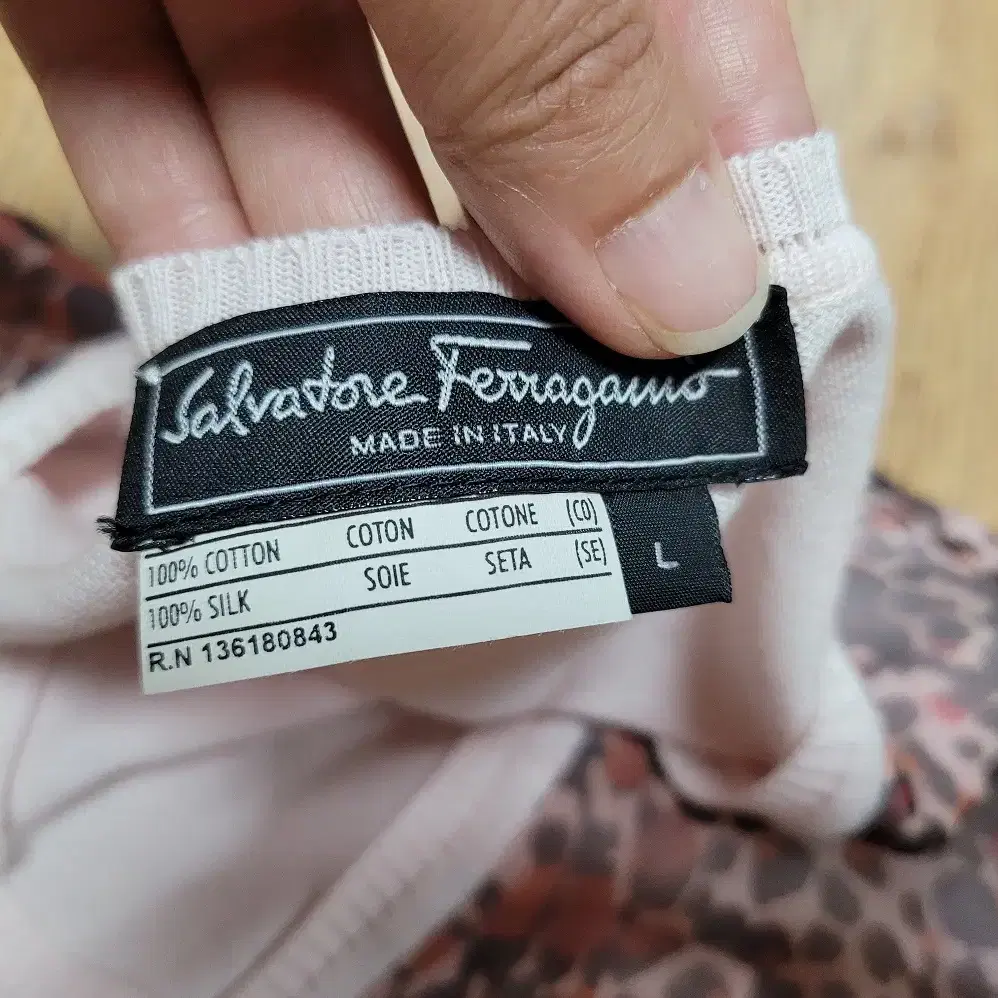 Salvatore Ferragamo
MADE IN ITALY
100% COTTON COTON COTONE (CO)
100% SILK SOIE SETA (SE)
R.N 136180843
L